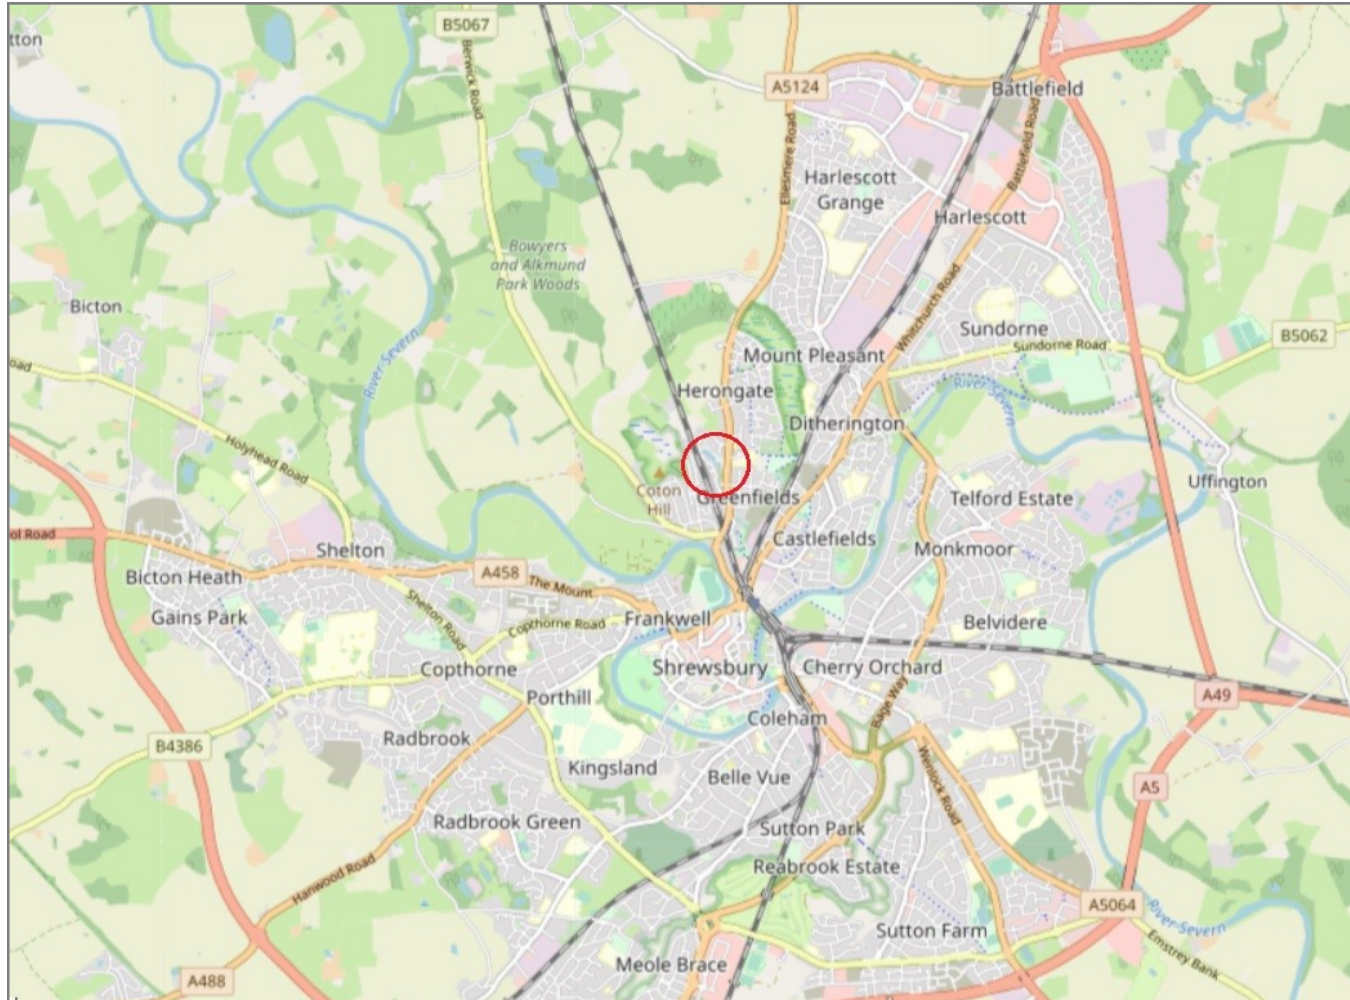 B5067
tton
Berwick Road
A5124
Battlefield
Ellesmere Road
Battlefield Road
Harlescott
Grange
Harlescott
Bowyers
and Alkmund
Park Woods
Bicton
Whitchurch Road
Sundorne
B5062
Sundorne Road
River Severn
Mount Pleasant
oad
Herongate
River Severn
Ditherington
Holyhead Road
Uffington
Coton
Hill
Greenfields
Telford Estate
ol Road
Castlefields
Shelton
Monkmoor
Bicton Heath
A458
The Mount
Gains Park
Shelton Road
Copthorne Road
Frankwell
Belvidere
Copthorne
Shrewsbury
Cherry Orchard
Porthill
Bage Way
A49
Coleham
B4386
Radbrook
Kingsland
Belle Vue
Wenlock Road
A5
Radbrook Green
Sutton Park
Hanwood Road
Reabrook Estate
A5064
River Severn
Sutton Farm
Emstrey Bank
Meole Brace
A488